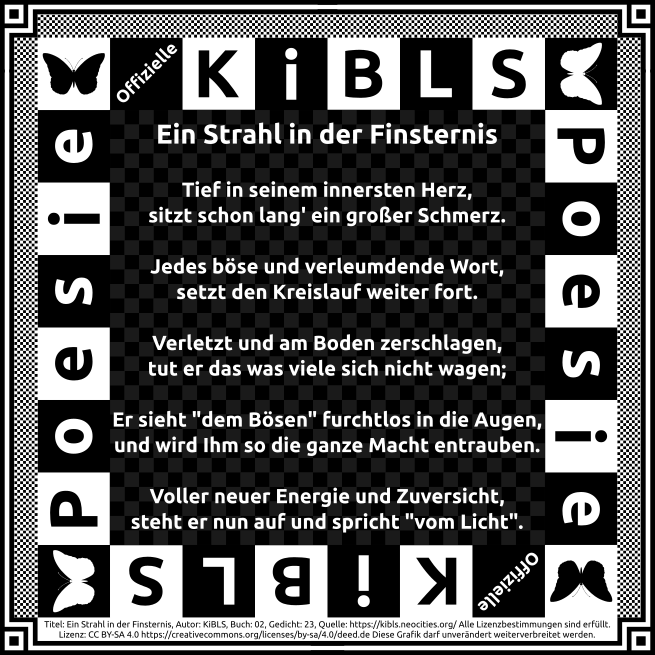 Offizielle KiBLS
Poesie
Poesie
Ein Strahl in der Finsternis
Tief in seinem innersten Herz,
sitzt schon lang' ein großer Schmerz.
Jedes böse und verleumdende Wort,
setzt den Kreislauf weiter fort.
Verletzt und am Boden zerschlagen,
tut er das was viele sich nicht wagen;
Er sieht "dem Bösen" furchtlos in die Augen,
und wird Ihm so die ganze Macht entrauben.
Voller neuer Energie und Zuversicht,
steht er nun auf und spricht "vom Licht".
Offizielle KiBLS
Titel: Ein Strahl in der Finsternis, Autor: KiBLS, Buch: 02, Gedicht: 23, Quelle: https://kibls.neocities.org/ Alle Lizenzbestimmungen sind erfüllt.
Lizenz: CC BY-SA 4.0 https://creativecommons.org/licenses/by-sa/4.0/deed.de Diese Grafik darf unverändert weiterverbreitet werden.